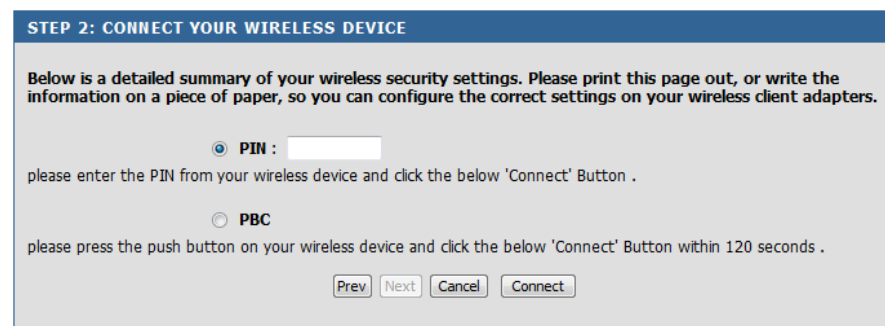 STEP 2: CONNECT YOUR WIRELESS DEVICE
Below is a detailed summary of your wireless security settings. Please print this page out, or write the
information on a piece of paper, so you can configure the correct settings on your wireless client adapters.
PIN :
please enter the PIN from your wireless device and click the below 'Connect' Button .
PBC
please press the push button on your wireless device and click the below 'Connect' Button within 120 seconds .
Prev Next Cancel Connect